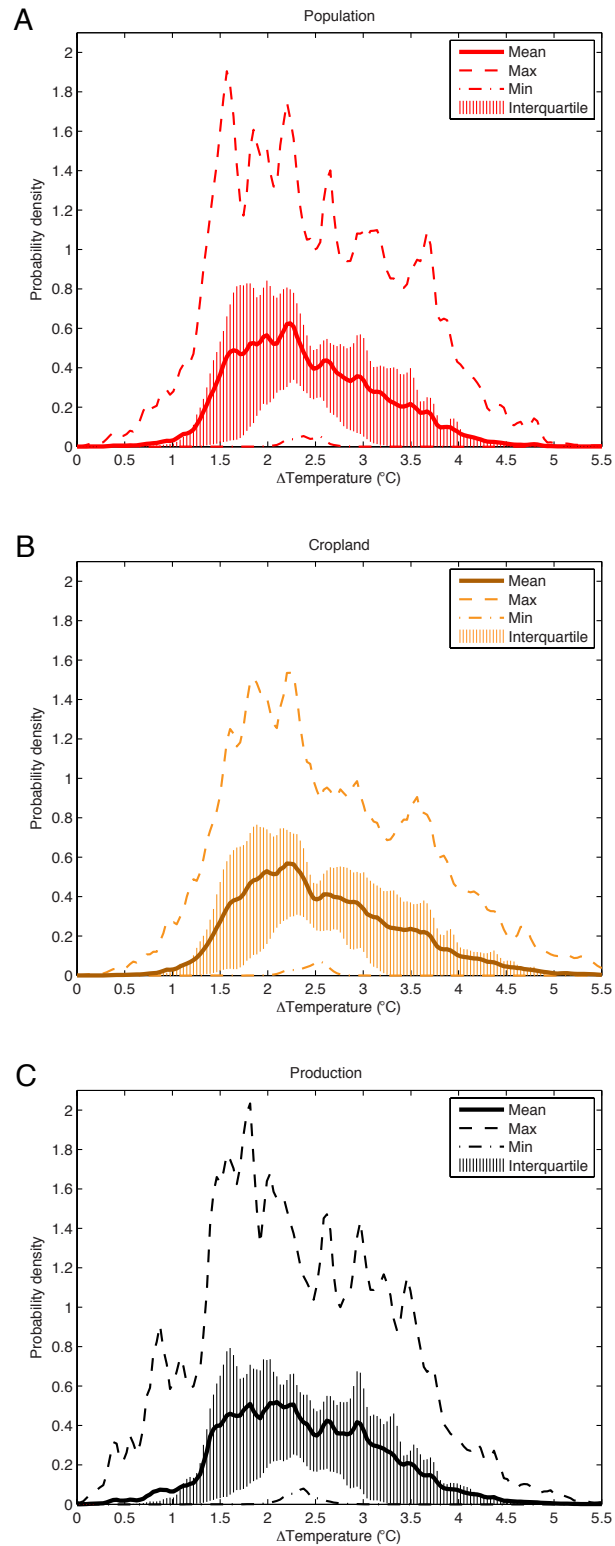 A
Population
Mean
Max
Min
Interquartile
Probability density
2
1.8
1.6
1.4
1.2
1
0.8
0.6
0.4
0.2
0
0 0.5 1 1.5 2 2.5 3 3.5 4 4.5 5 5.5
ΔTemperature (°C)
B
Cropland
Mean
Max
Min
Interquartile
Probability density
2
1.8
1.6
1.4
1.2
1
0.8
0.6
0.4
0.2
0
0 0.5 1 1.5 2 2.5 3 3.5 4 4.5 5 5.5
ΔTemperature (°C)
C
Production
Mean
Max
Min
Interquartile
Probability density
2
1.8
1.6
1.4
1.2
1
0.8
0.6
0.4
0.2
0
0 0.5 1 1.5 2 2.5 3 3.5 4 4.5 5 5.5
ΔTemperature (°C)